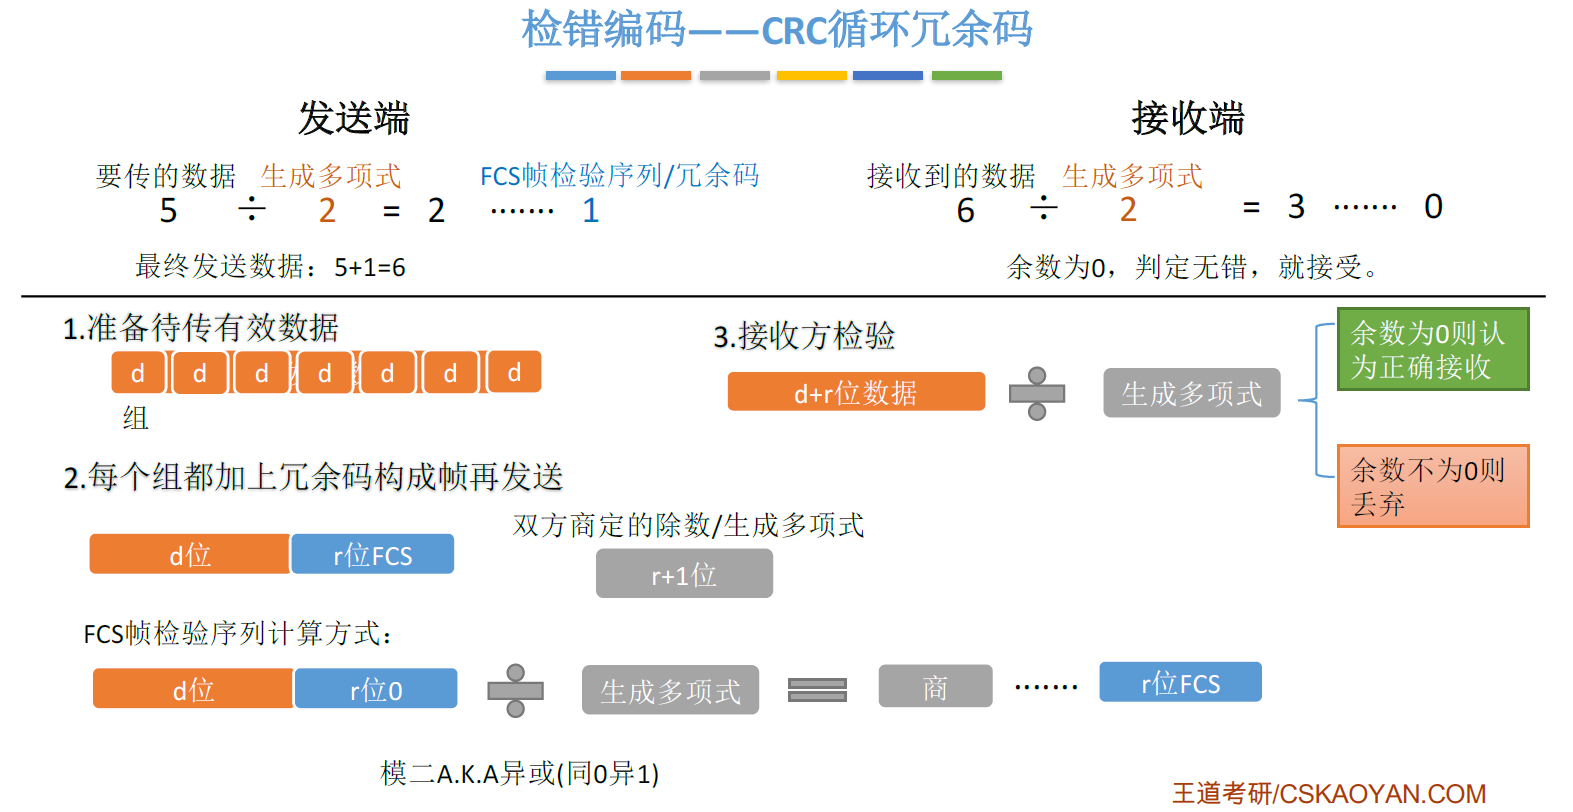 检错编码——CRC循环冗余码
发送端
要传的数据 生成多项式 FCS帧检验序列/冗余码
5 ÷ 2 = 2 ……. 1
最终发送数据：5+1=6
接收端
接收到的数据 生成多项式
6 ÷ 2 = 3 ……. 0
余数为0，判定无错，就接受。
1.准备待传有效数据
d d d d d d d
组
2.每个组都加上冗余码构成帧再发送
d位 r位FCS
双方商定的除数/生成多项式
r+1位
FCS帧检验序列计算方式：
d位 r位0 ÷ 生成多项式 = 商 ……. r位FCS
模二A.K.A异或(同0异1)
3.接收方检验
d+r位数据 ÷ 生成多项式
余数为0则认
为正确接收
余数不为0则
丢弃
王道考研/CSKAOYAN.COM